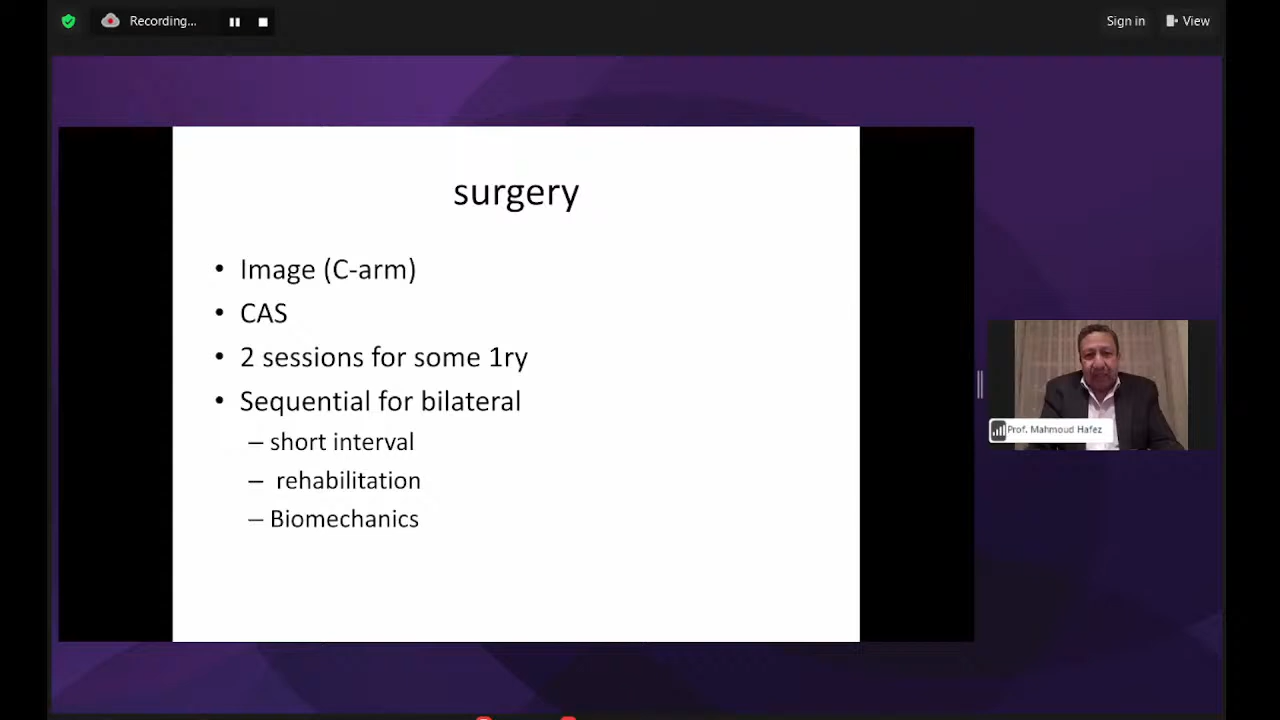 Recording...
Sign in
View
surgery
• Image (C-arm)
• CAS
• 2 sessions for some 1ry
• Sequential for bilateral
– short interval
– rehabilitation
– Biomechanics
Prof. Mahmoud Hafez